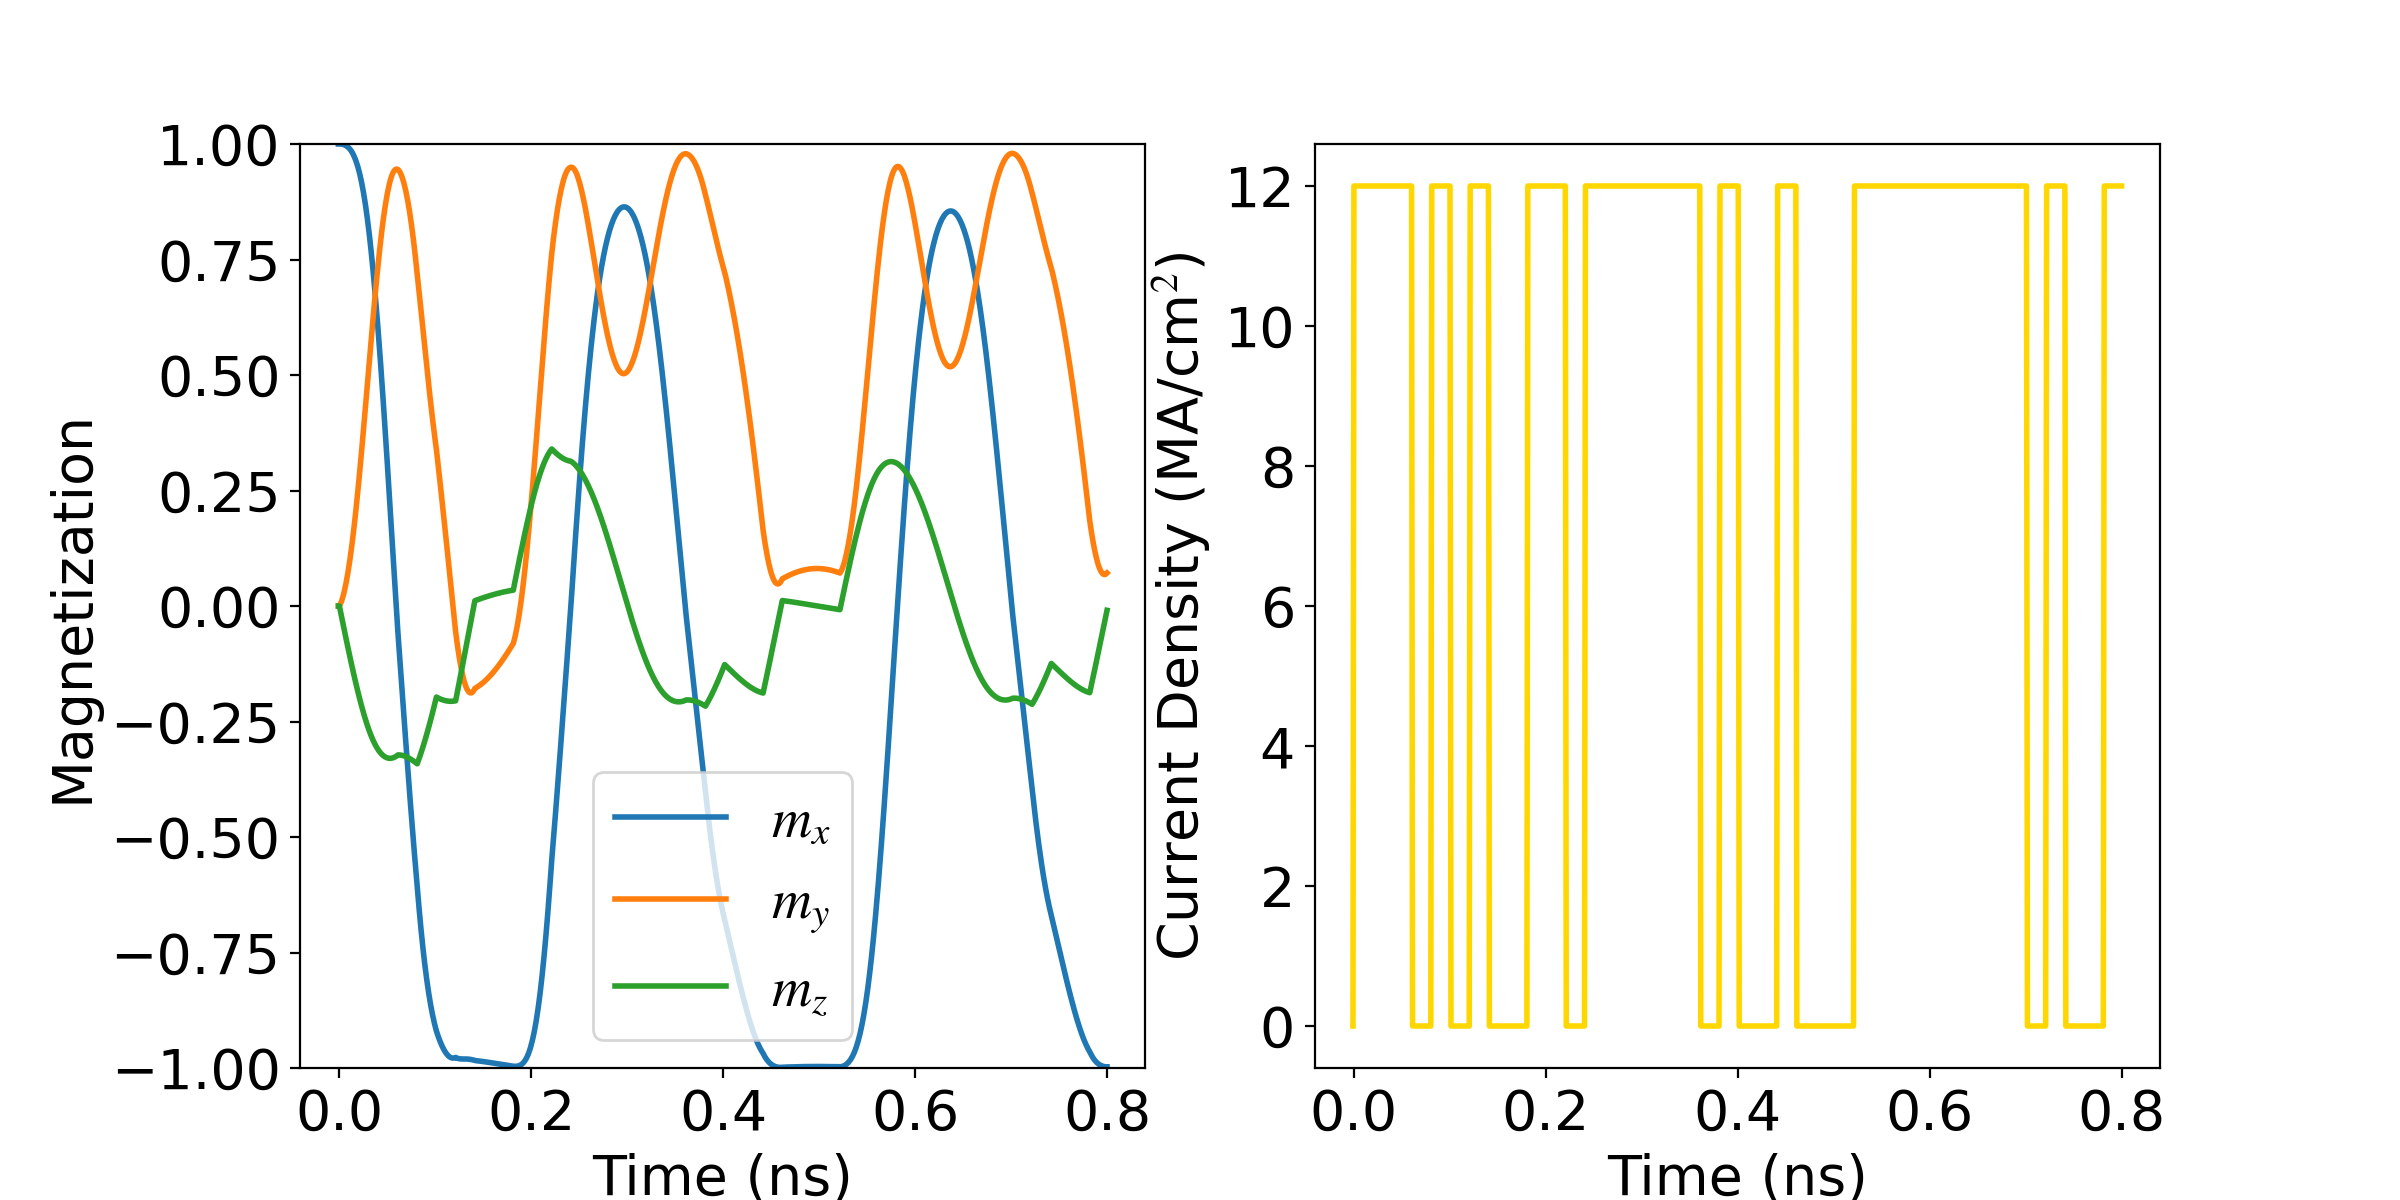 1.00
0.75
0.50
0.25
0.00
−0.25
−0.50
−0.75
−1.00
Magnetization
0.0 0.2 0.4 0.6 0.8
Time (ns)
m_x
m_y
m_z
12
10
8
6
4
2
0
Current Density (MA/cm²)
0.0 0.2 0.4 0.6 0.8
Time (ns)